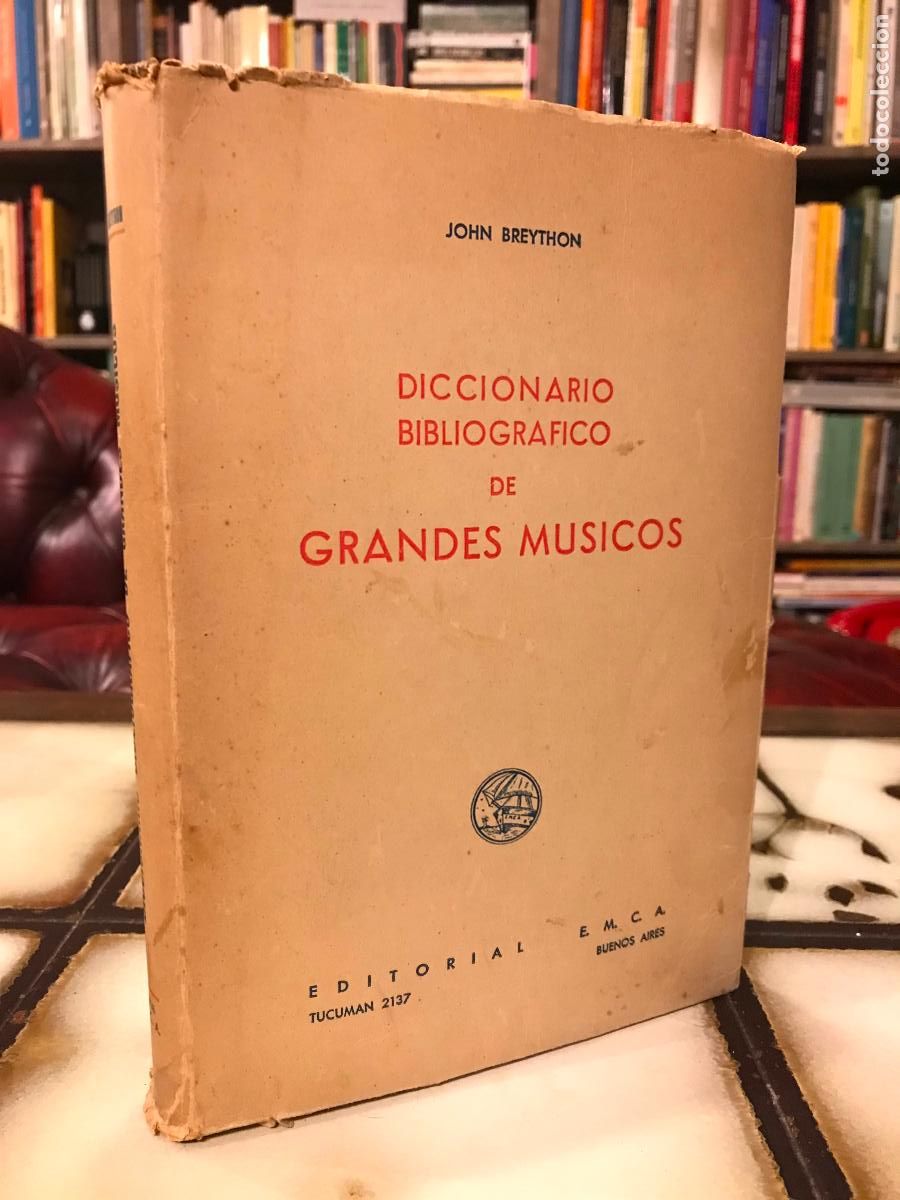 JOHN BREYTHON
DICCIONARIO
BIBLIOGRAFICO
DE
GRANDES MUSICOS
EDITORIAL E. M. C. A.
TUCUMAN 2137 BUENOS AIRES
todocoleccion